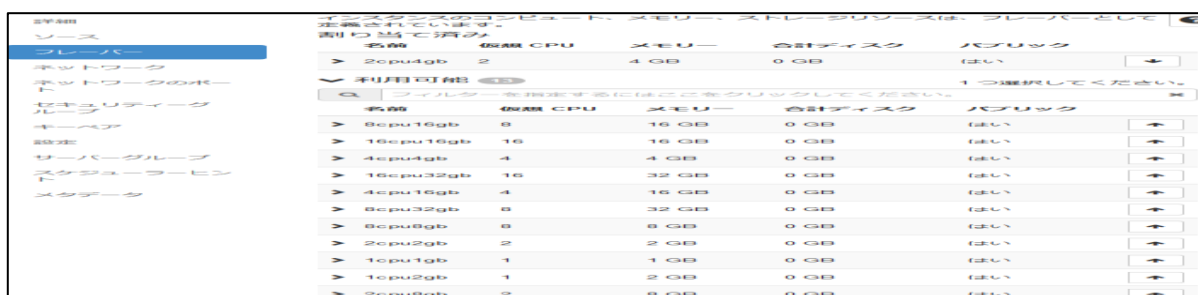 詳細
ソース
フレーバー
ネットワーク
ネットワークのポー
ト
セキュリティーグ
ループ
キーペア
設定
サーバーグループ
スケジューラーヒン
ト
メタデータ
インスタンスのコンピュート、メモリー、ストレージリソースは、フレーバーとして
定義されています。
割り当て済み
名前 仮想 CPU メモリー 合計ディスク パブリック
2cpu4gb 2 4 GB 0 GB はい
利用可能
1 つ選択してください。
フィルターを指定するにはここをクリックしてください。
名前 仮想 CPU メモリー 合計ディスク パブリック
8cpu16gb 8 16 GB 0 GB はい
16cpu16gb 16 16 GB 0 GB はい
4cpu4gb 4 4 GB 0 GB はい
16cpu32gb 16 32 GB 0 GB はい
4cpu16gb 4 16 GB 0 GB はい
8cpu32gb 8 32 GB 0 GB はい
8cpu8gb 8 8 GB 0 GB はい
2cpu2gb 2 2 GB 0 GB はい
1cpu1gb 1 1 GB 0 GB はい
1cpu2gb 1 2 GB 0 GB はい
2cpu8gb 2 8 GB 0 GB はい